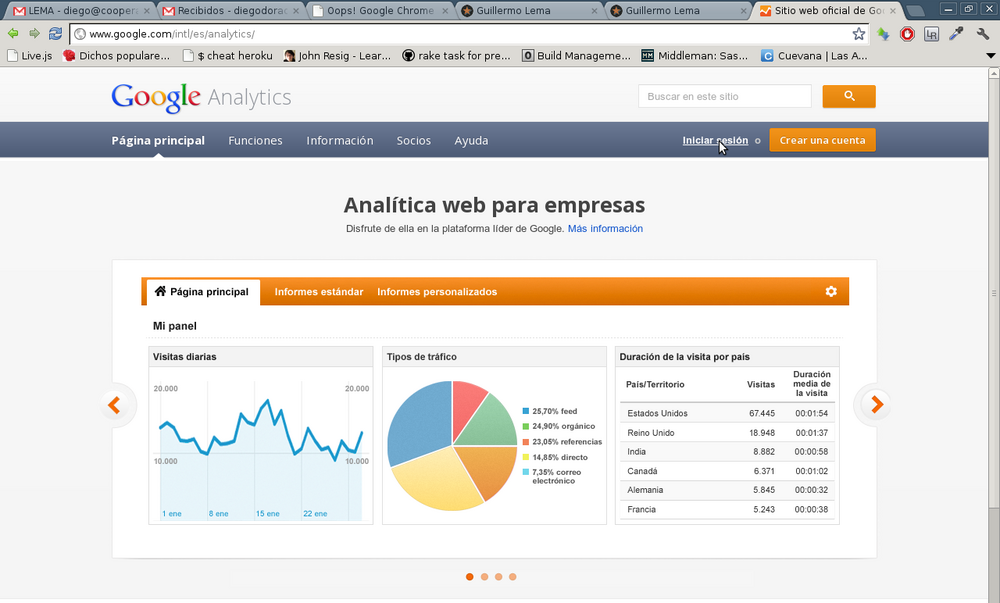 LEMA - diego@cooper
Recibidos - diegodorad
Oops! Google Chrome
Guillermo Lema
Guillermo Lema
Sitio web oficial de Go
www.google.com/intl/es/analytics/
Live.js
Dichos populare...
$ cheat heroku
John Resig - Lear...
rake task for pre...
Build Manageme...
Middleman: Sas...
Cuevana | Las A...
Google Analytics
Buscar en este sitio
Página principal
Funciones
Información
Socios
Ayuda
Iniciar sesión
Crear una cuenta
Analítica web para empresas
Disfrute de ella en la plataforma líder de Google. Más información
Página principal
Informes estándar
Informes personalizados
Mi panel
Visitas diarias
20.000 20.000
10.000 10.000
1 ene 8 ene 15 ene 22 ene
Tipos de tráfico
25,70% feed
24,90% orgánico
23,05% referencias
14,85% directo
7,35% correo
electrónico
Duración de la visita por país
País/Territorio Visitas Duración
media de
la visita
Estados Unidos 67.445 00:01:54
Reino Unido 18.948 00:01:37
India 8.882 00:00:58
Canadá 6.371 00:01:02
Alemania 5.845 00:00:32
Francia 5.243 00:00:38